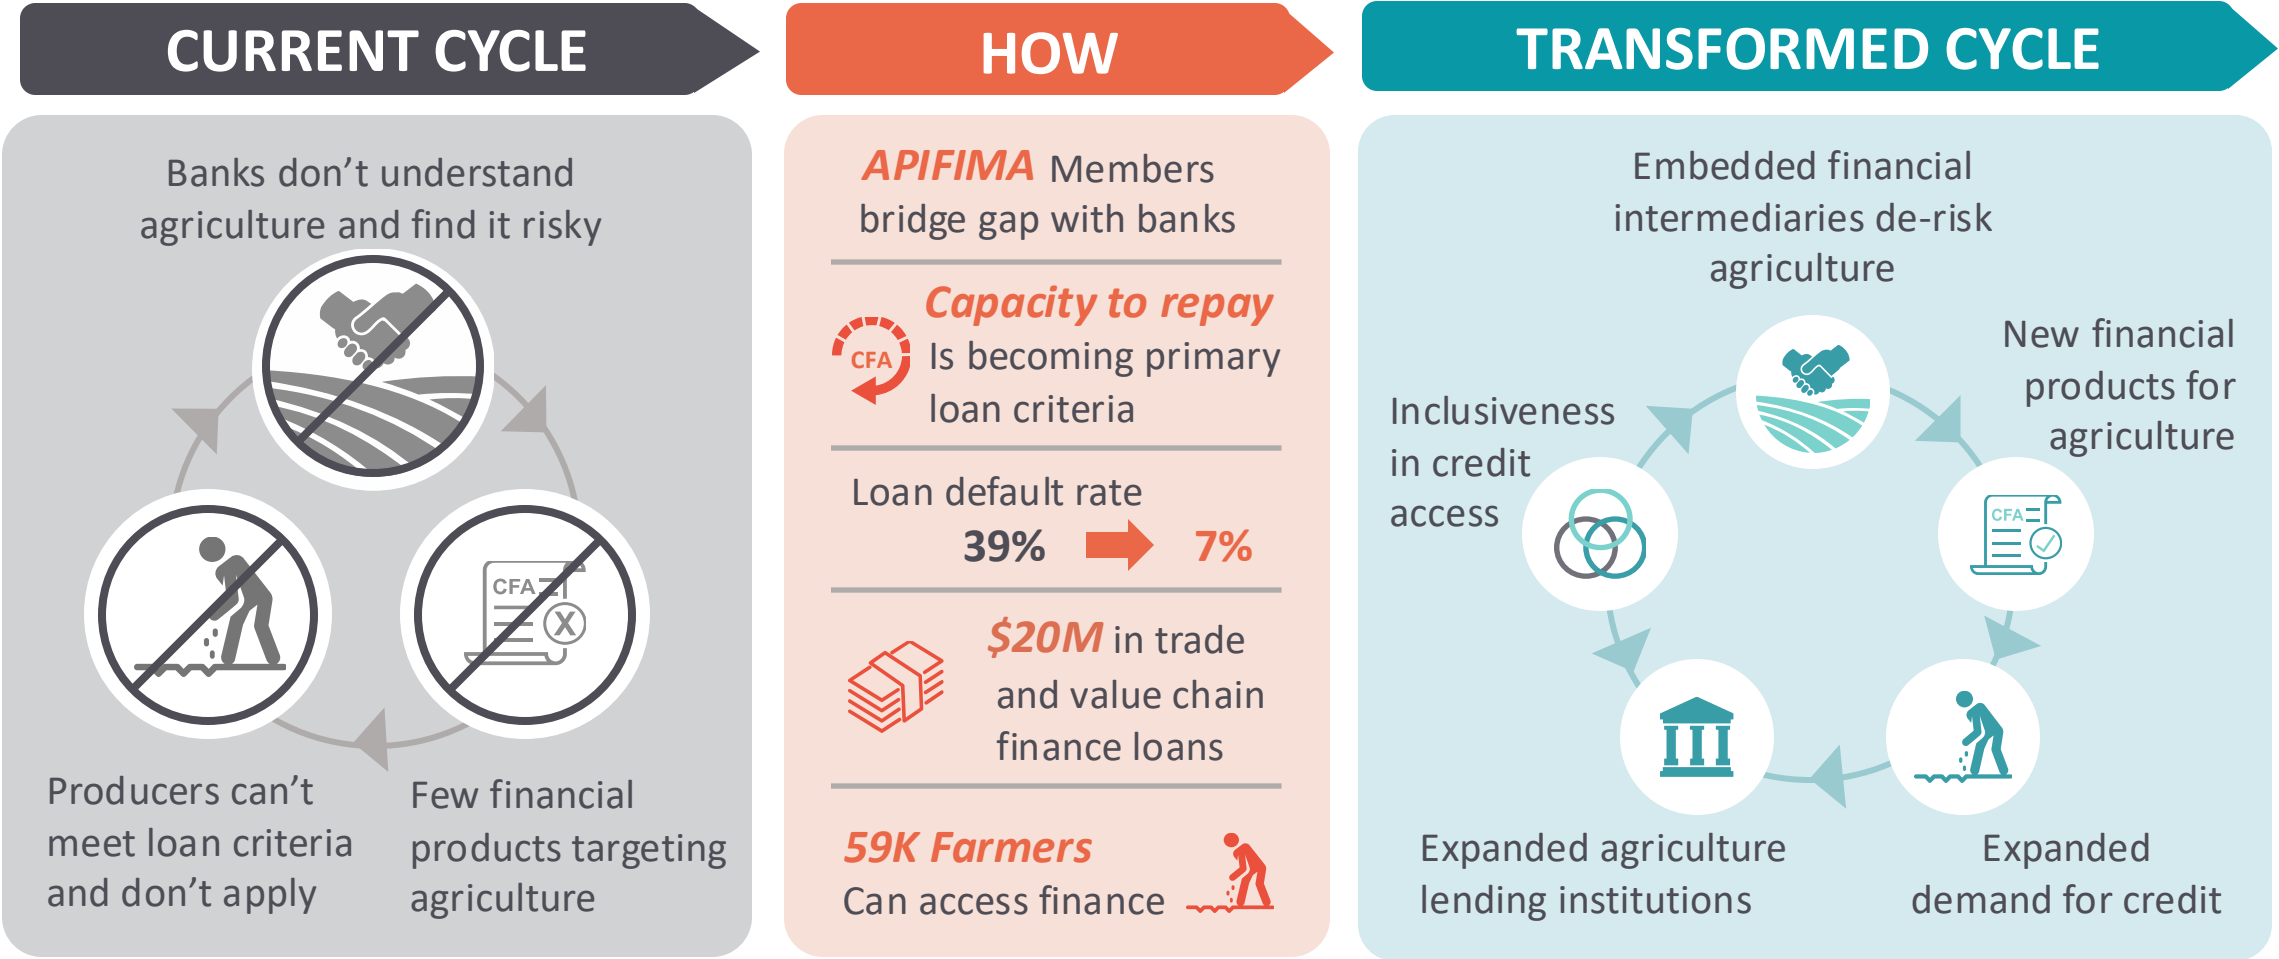 CURRENT CYCLE
Banks don’t understand
agriculture and find it risky
CFA
X
Producers can’t
meet loan criteria
and don’t apply
Few financial
products targeting
agriculture
HOW
APIFIMA Members
bridge gap with banks
Capacity to repay
CFA
Is becoming primary
loan criteria
Loan default rate
39% 7%
$20M in trade
and value chain
finance loans
59K Farmers
Can access finance
TRANSFORMED CYCLE
Embedded financial
intermediaries de-risk
agriculture
New financial
products for
agriculture
CFA
Inclusiveness
in credit
access
Expanded agriculture
lending institutions
Expanded
demand for credit